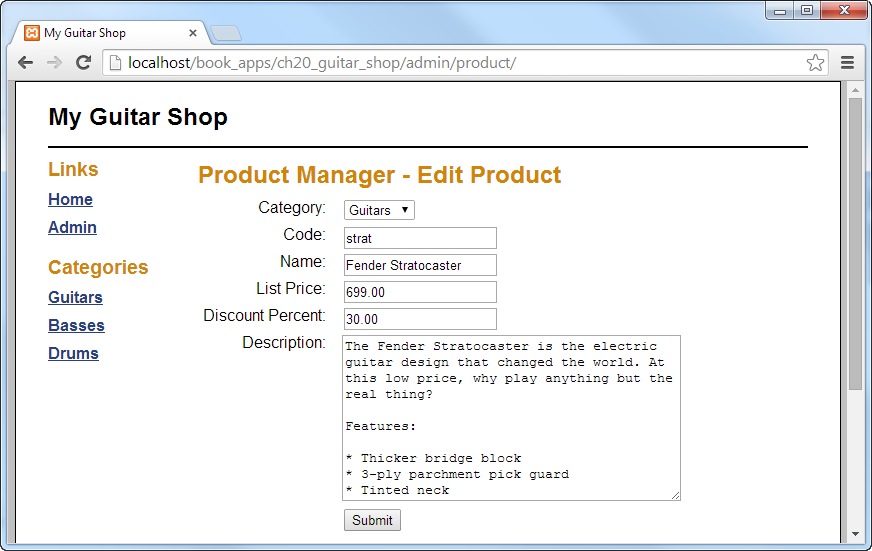 My Guitar Shop
localhost/book_apps/ch20_guitar_shop/admin/product/
My Guitar Shop
Links
Home
Admin
Categories
Guitars
Basses
Drums
Product Manager - Edit Product
Category: Guitars
Code: strat
Name: Fender Stratocaster
List Price: 699.00
Discount Percent: 30.00
Description: The Fender Stratocaster is the electric
guitar design that changed the world. At
this low price, why play anything but the
real thing?
Features:
* Thicker bridge block
* 3-ply parchment pick guard
* Tinted neck
Submit